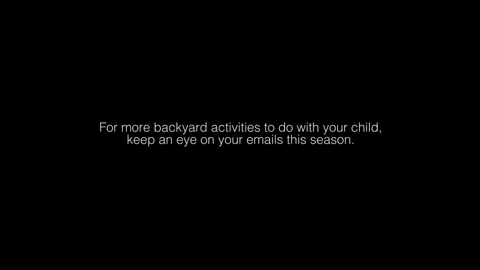 For more backyard activities to do with your child,
keep an eye on your emails this season.